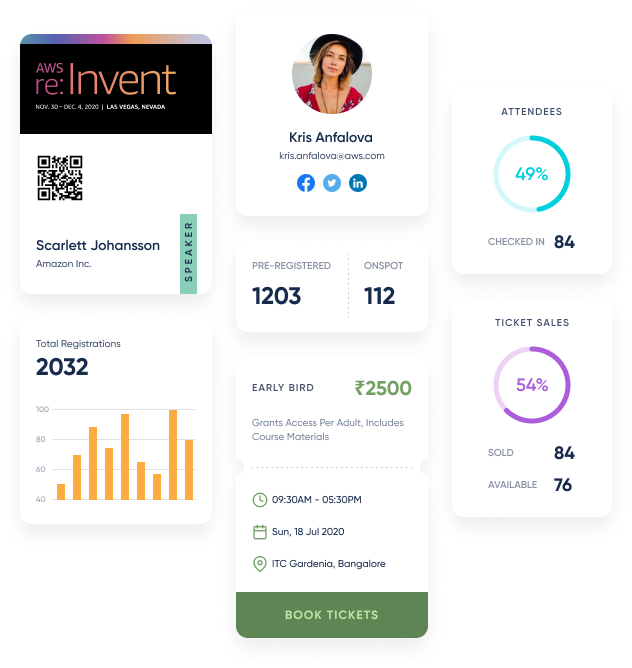 AWS
re:Invent
NOV. 30 – DEC. 4, 2020 | LAS VEGAS, NEVADA
Scarlett Johansson
Amazon Inc.
SPEAKER
Total Registrations
2032
100
80
60
40
Kris Anfalova
kris.anfalova@aws.com
PRE-REGISTERED
1203
ONSPOT
112
EARLY BIRD
₹2500
Grants Access Per Adult, Includes
Course Materials
09:30AM - 05:30PM
Sun, 18 Jul 2020
ITC Gardenia, Bangalore
BOOK TICKETS
ATTENDEES
49%
CHECKED IN 84
TICKET SALES
54%
SOLD 84
AVAILABLE 76